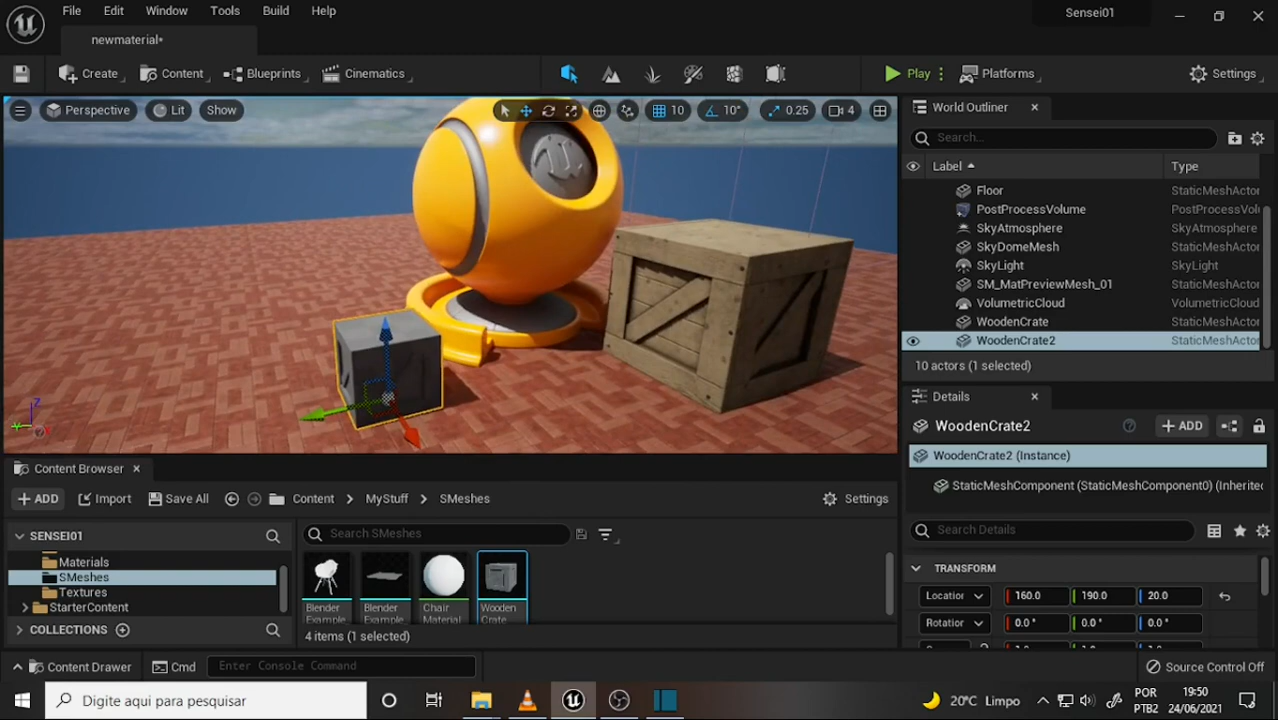 File Edit Window Tools Build Help
Sensei01
newmaterial*
Create Content Blueprints Cinematics Play Platforms Settings
Perspective Lit Show 10 10° 0.25 4
World Outliner
Search...
Label Type
Floor StaticMeshActor
PostProcessVolume PostProcessVolu
SkyAtmosphere SkyAtmosphere
SkyDomeMesh StaticMeshActor
SkyLight SkyLight
SM_MatPreviewMesh_01 StaticMeshActor
VolumetricCloud VolumetricCloud
WoodenCrate StaticMeshActor
WoodenCrate2 StaticMeshActor
10 actors (1 selected)
Details
WoodenCrate2 ADD
WoodenCrate2 (Instance)
StaticMeshComponent (StaticMeshComponent0) (Inherited
Search Details
TRANSFORM
Location 160.0 190.0 20.0
Rotation 0.0° 0.0° 0.0°
Content Browser
ADD Import Save All Content MyStuff SMeshes Settings
SENSEI01
Materials
SMeshes
Textures
StarterContent
COLLECTIONS
Search SMeshes
Blender Example
Blender Example
Chair Material
Wooden Crate
4 items (1 selected)
Content Drawer Cmd Enter Console Command Source Control Off
Digite aqui para pesquisar
20°C Limpo
POR
PTB2
19:50
24/06/2021